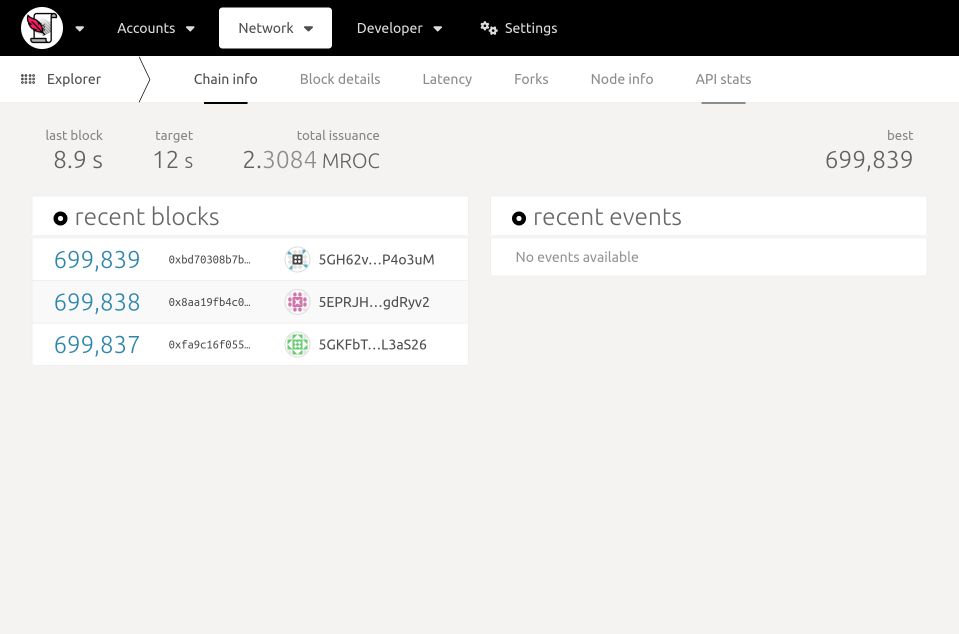 Accounts Network Developer Settings
Explorer Chain info Block details Latency Forks Node info API stats
last block target total issuance best
8.9 s 12 s 2.3084 MROC 699,839
recent blocks
699,839 0xbd70308b7b… 5GH62v…P4o3uM
699,838 0x8aa19fb4c0… 5EPRJH…gdRyv2
699,837 0xfa9c16f055… 5GKFbT…L3aS26
recent events
No events available